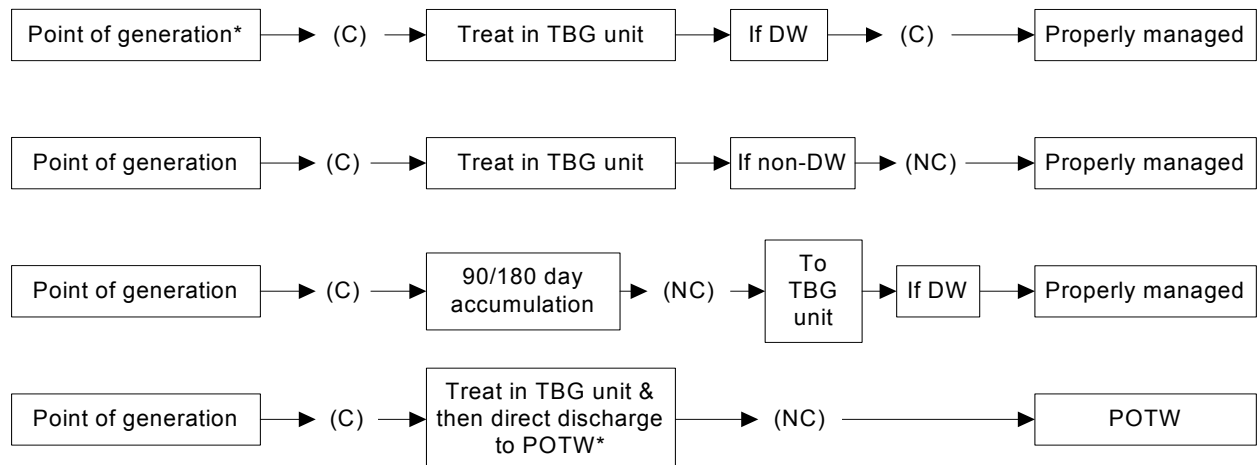 Point of generation* (C) Treat in TBG unit If DW (C) Properly managed
Point of generation (C) Treat in TBG unit If non-DW (NC) Properly managed
Point of generation (C) 90/180 day accumulation (NC) To TBG unit If DW Properly managed
Point of generation (C) Treat in TBG unit & then direct discharge to POTW* (NC) POTW